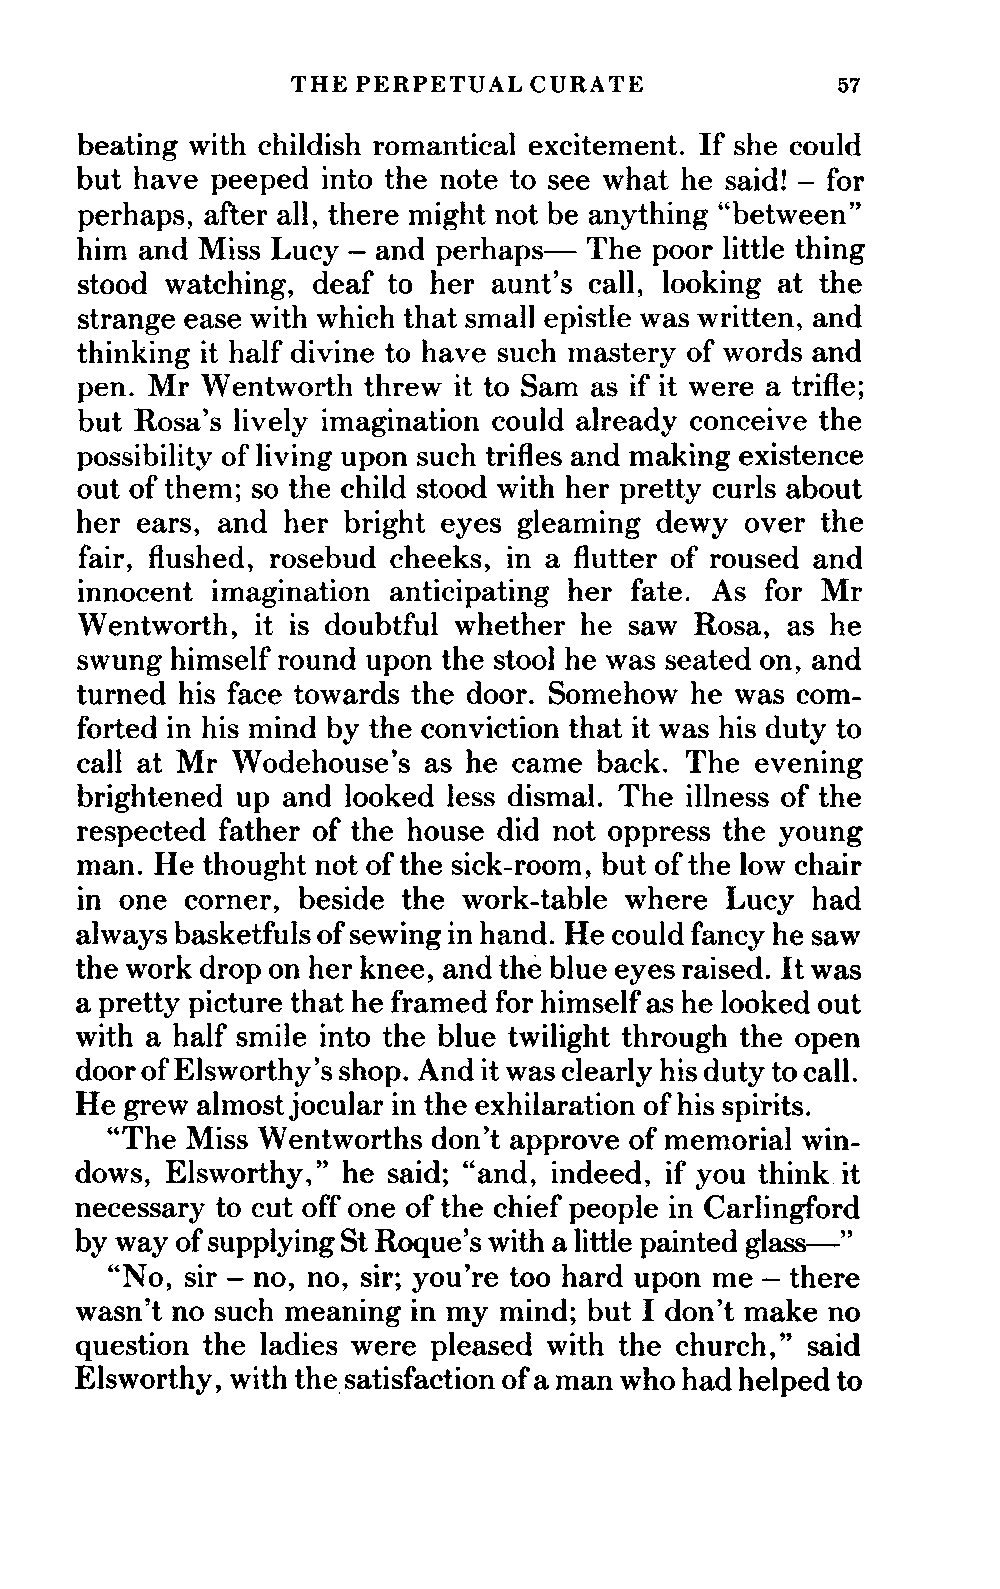 THE PERPETUAL CURATE 57
beating with childish romantical excitement. If she could
but have peeped into the note to see what he said! – for
perhaps, after all, there might not be anything “between”
him and Miss Lucy – and perhaps— The poor little thing
stood watching, deaf to her aunt’s call, looking at the
strange ease with which that small epistle was written, and
thinking it half divine to have such mastery of words and
pen. Mr Wentworth threw it to Sam as if it were a trifle;
but Rosa’s lively imagination could already conceive the
possibility of living upon such trifles and making existence
out of them; so the child stood with her pretty curls about
her ears, and her bright eyes gleaming dewy over the
fair, flushed, rosebud cheeks, in a flutter of roused and
innocent imagination anticipating her fate. As for Mr
Wentworth, it is doubtful whether he saw Rosa, as he
swung himself round upon the stool he was seated on, and
turned his face towards the door. Somehow he was com-
forted in his mind by the conviction that it was his duty to
call at Mr Wodehouse’s as he came back. The evening
brightened up and looked less dismal. The illness of the
respected father of the house did not oppress the young
man. He thought not of the sick-room, but of the low chair
in one corner, beside the work-table where Lucy had
always basketfuls of sewing in hand. He could fancy he saw
the work drop on her knee, and the blue eyes raised. It was
a pretty picture that he framed for himself as he looked out
with a half smile into the blue twilight through the open
door of Elsworthy’s shop. And it was clearly his duty to call.
He grew almost jocular in the exhilaration of his spirits.
“The Miss Wentworths don’t approve of memorial win-
dows, Elsworthy,” he said; “and, indeed, if you think it
necessary to cut off one of the chief people in Carlingford
by way of supplying St Roque’s with a little painted glass—”
“No, sir – no, no, sir; you’re too hard upon me – there
wasn’t no such meaning in my mind; but I don’t make no
question the ladies were pleased with the church,” said
Elsworthy, with the satisfaction of a man who had helped to